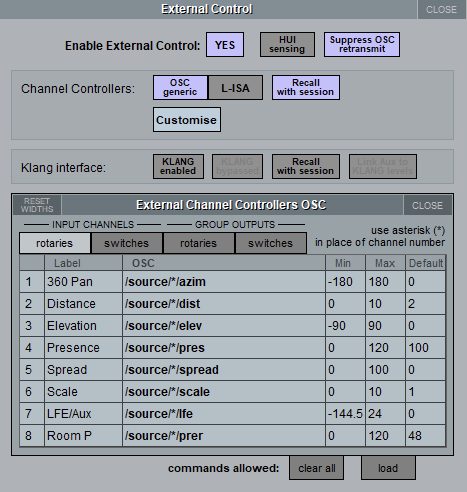 External Control
CLOSE
Enable External Control:
YES
HUI
sensing
Suppress OSC
retransmit
Channel Controllers:
OSC
generic
L-ISA
Recall
with session
Customise
Klang interface:
KLANG
enabled
KLANG
bypassed
Recall
with session
Link Aux to
KLANG levels
RESET
WIDTHS
External Channel Controllers OSC
CLOSE
INPUT CHANNELS
GROUP OUTPUTS
use asterisk (*)
in place of channel number
rotaries
switches
rotaries
switches
Label OSC Min Max Default
1 360 Pan /source/*/azim -180 180 0
2 Distance /source/*/dist 0 10 2
3 Elevation /source/*/elev -90 90 0
4 Presence /source/*/pres 0 120 100
5 Spread /source/*/spread 0 100 0
6 Scale /source/*/scale 0 10 1
7 LFE/Aux /source/*/lfe -144.5 24 0
8 Room P /source/*/prer 0 120 48
commands allowed:
clear all
load